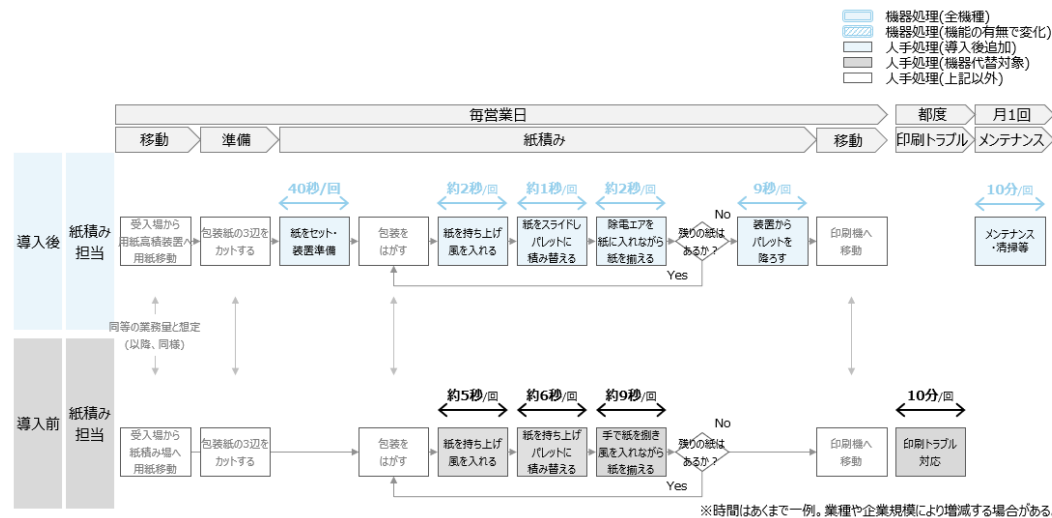 機器処理(全機種)
機器処理(機能の有無で変化)
人手処理(導入後追加)
人手処理(機器代替対象)
人手処理(上記以外)
毎営業日
都度
月1回
移動
準備
紙積み
移動
印刷トラブル
メンテナンス
導入後
紙積み
担当
40秒/回
約2秒/回
約1秒/回
約2秒/回
9秒/回
10分/回
受入場から
用紙高積装置へ
用紙移動
包装紙の3辺を
カットする
紙をセット・
装置準備
包装を
はがす
紙を持ち上げ
風を入れる
紙をスライドし
パレットに
積み替える
除電エアを
紙に入れながら
紙を揃える
残りの紙は
あるか？
No
Yes
装置から
パレットを
降ろす
印刷機へ
移動
メンテナンス
・清掃等
同等の業務量と想定
(以降、同様)
導入前
紙積み
担当
約5秒/回
約6秒/回
約9秒/回
10分/回
受入場から
紙積み場へ
用紙移動
包装紙の3辺を
カットする
包装を
はがす
紙を持ち上げ
風を入れる
紙を持ち上げ
パレットに
積み替える
手で紙を捌き
風を入れながら
紙を揃える
残りの紙は
あるか？
No
Yes
印刷機へ
移動
印刷トラブル
対応
※時間はあくまで一例。業種や企業規模により増減する場合がある。